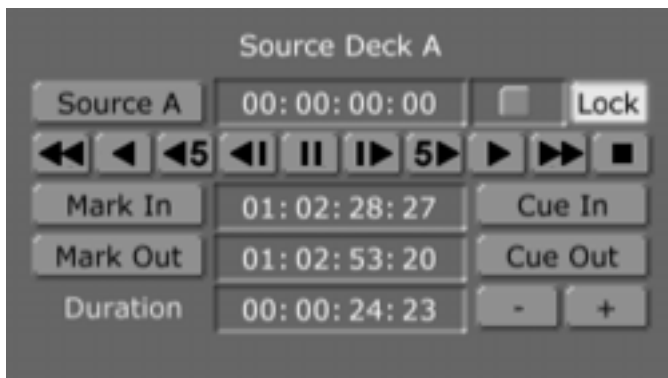 Source Deck A
Source A 00:00:00:00 Lock
5 5
Mark In 01:02:28:27 Cue In
Mark Out 01:02:53:20 Cue Out
Duration 00:00:24:23 - +